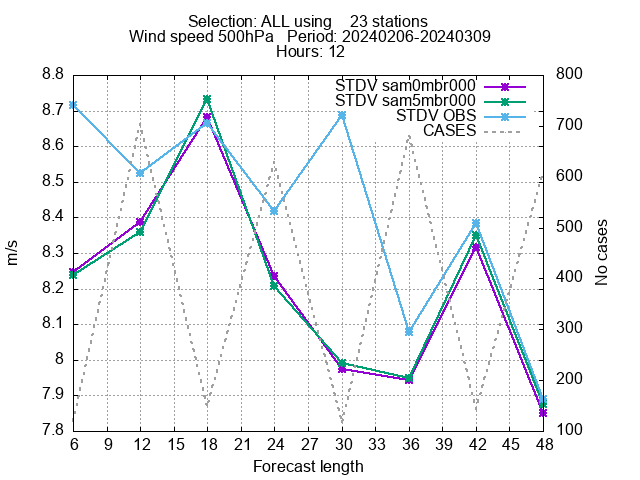 Selection: ALL using 23 stations
Wind speed 500hPa Period: 20240206-20240309
Hours: 12
STDV sam0mbr000
STDV sam5mbr000
STDV OBS
CASES
8.8
8.7
8.6
8.5
8.4
8.3
8.2
8.1
8
7.9
7.8
m/s
800
700
600
500
400
300
200
100
No cases
6 9 12 15 18 21 24 27 30 33 36 39 42 45 48
Forecast length